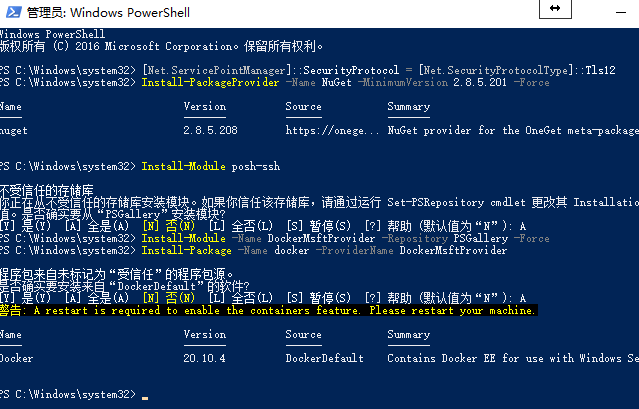 管理员: Windows PowerShell
Windows PowerShell
版权所有 (C) 2016 Microsoft Corporation。保留所有权利。
PS C:\Windows\system32> [Net.ServicePointManager]::SecurityProtocol = [Net.SecurityProtocolType]::Tls12
PS C:\Windows\system32> Install-PackageProvider -Name NuGet -MinimumVersion 2.8.5.201 -Force
Name Version Source Summary
nuget 2.8.5.208 https://onege... NuGet provider for the OneGet meta-package
PS C:\Windows\system32> Install-Module posh-ssh
不受信任的存储库
你正在从不受信任的存储库安装模块。如果你信任该存储库，请通过运行 Set-PSRepository cmdlet 更改其 Installatio
值。是否确实要从“PSGallery”安装模块?
[Y] 是(Y) [A] 全是(A) [N] 否(N) [L] 全否(L) [S] 暂停(S) [?] 帮助 (默认值为“N”): A
PS C:\Windows\system32> Install-Module -Name DockerMsftProvider -Repository PSGallery -Force
PS C:\Windows\system32> Install-Package -Name docker -ProviderName DockerMsftProvider
程序包来自未标记为“受信任”的程序包源。
是否确实要安装来自“DockerDefault”的软件?
[Y] 是(Y) [A] 全是(A) [N] 否(N) [L] 全否(L) [S] 暂停(S) [?] 帮助 (默认值为“N”): A
警告: A restart is required to enable the containers feature. Please restart your machine.
Name Version Source Summary
Docker 20.10.4 DockerDefault Contains Docker EE for use with Windows Se
PS C:\Windows\system32> _